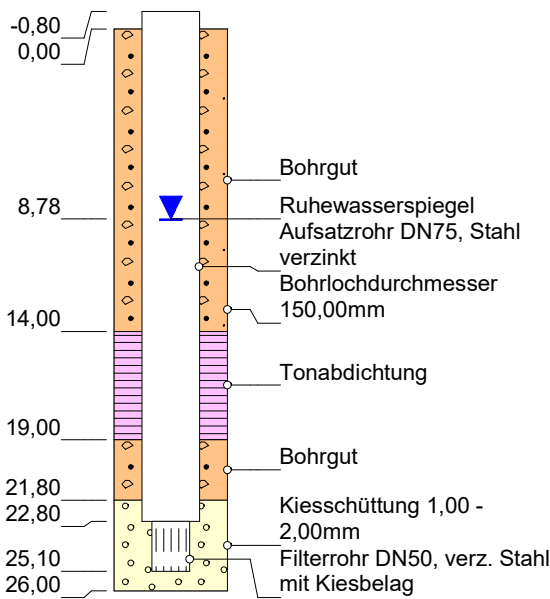 -0,80
0,00
Bohrgut
8,78
Ruhewasserspiegel
Aufsatzrohr DN75, Stahl
verzinkt
Bohrlochdurchmesser
150,00mm
14,00
Tonabdichtung
19,00
Bohrgut
21,80
22,80
Kiesschüttung 1,00 -
2,00mm
25,10
Filterrohr DN50, verz. Stahl
26,00
mit Kiesbelag